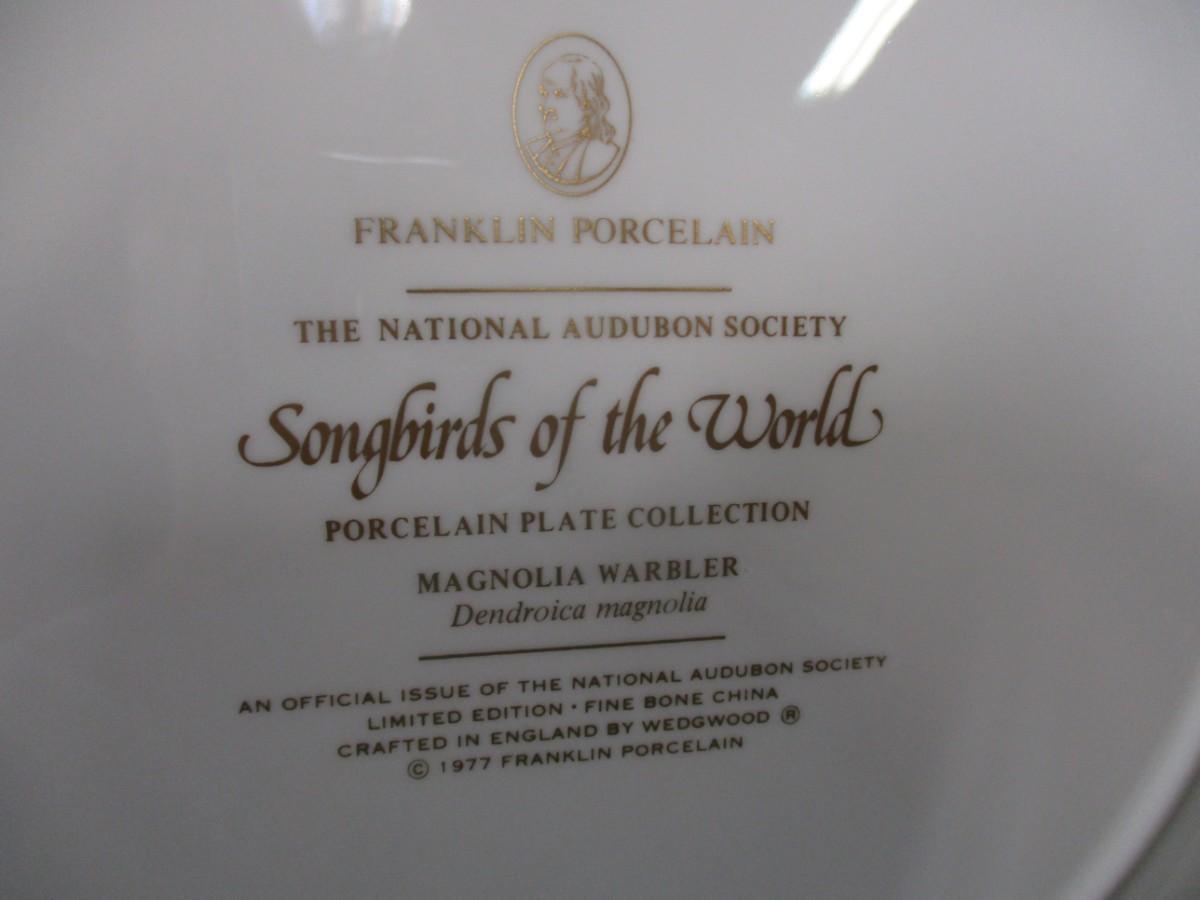 FRANKLIN PORCELAIN
THE NATIONAL AUDUBON SOCIETY
Songbirds of the World
PORCELAIN PLATE COLLECTION
MAGNOLIA WARBLER
Dendroica magnolia
AN OFFICIAL ISSUE OF THE NATIONAL AUDUBON SOCIETY
LIMITED EDITION • FINE BONE CHINA
CRAFTED IN ENGLAND BY WEDGWOOD ®
© 1977 FRANKLIN PORCELAIN